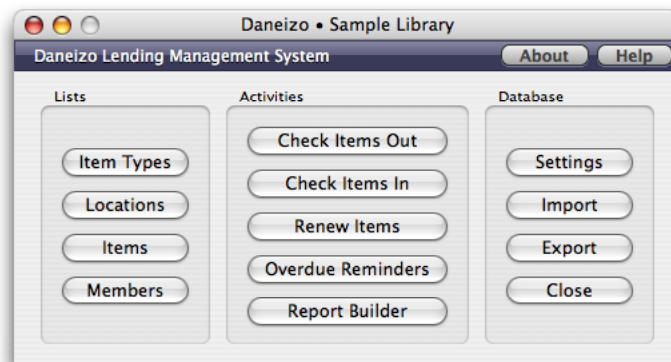 Daneizo • Sample Library
Daneizo Lending Management System About Help
Lists Activities Database
Item Types
Locations
Items
Members
Check Items Out
Check Items In
Renew Items
Overdue Reminders
Report Builder
Settings
Import
Export
Close